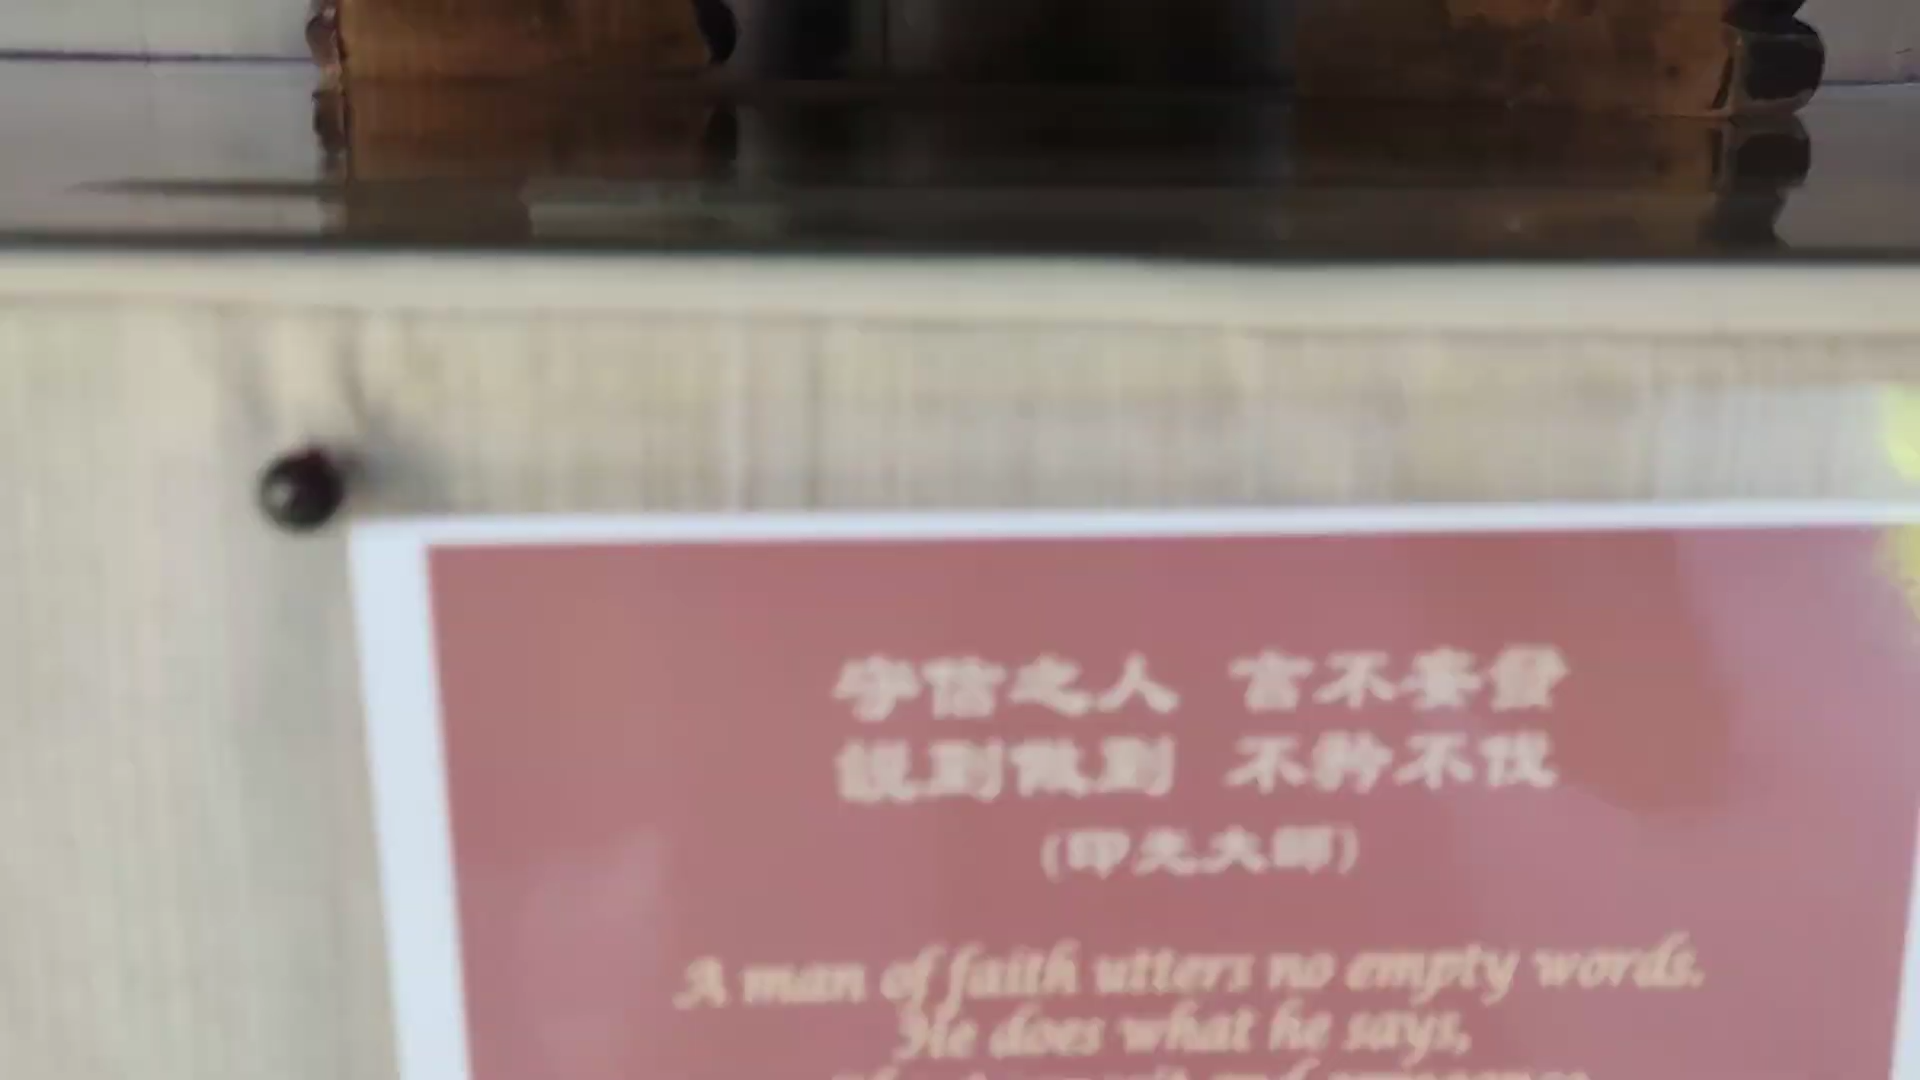 守信之人 言不妄發
說到做到 不矜不伐
(印光大師)
A man of faith utters no empty words.
He does what he says,